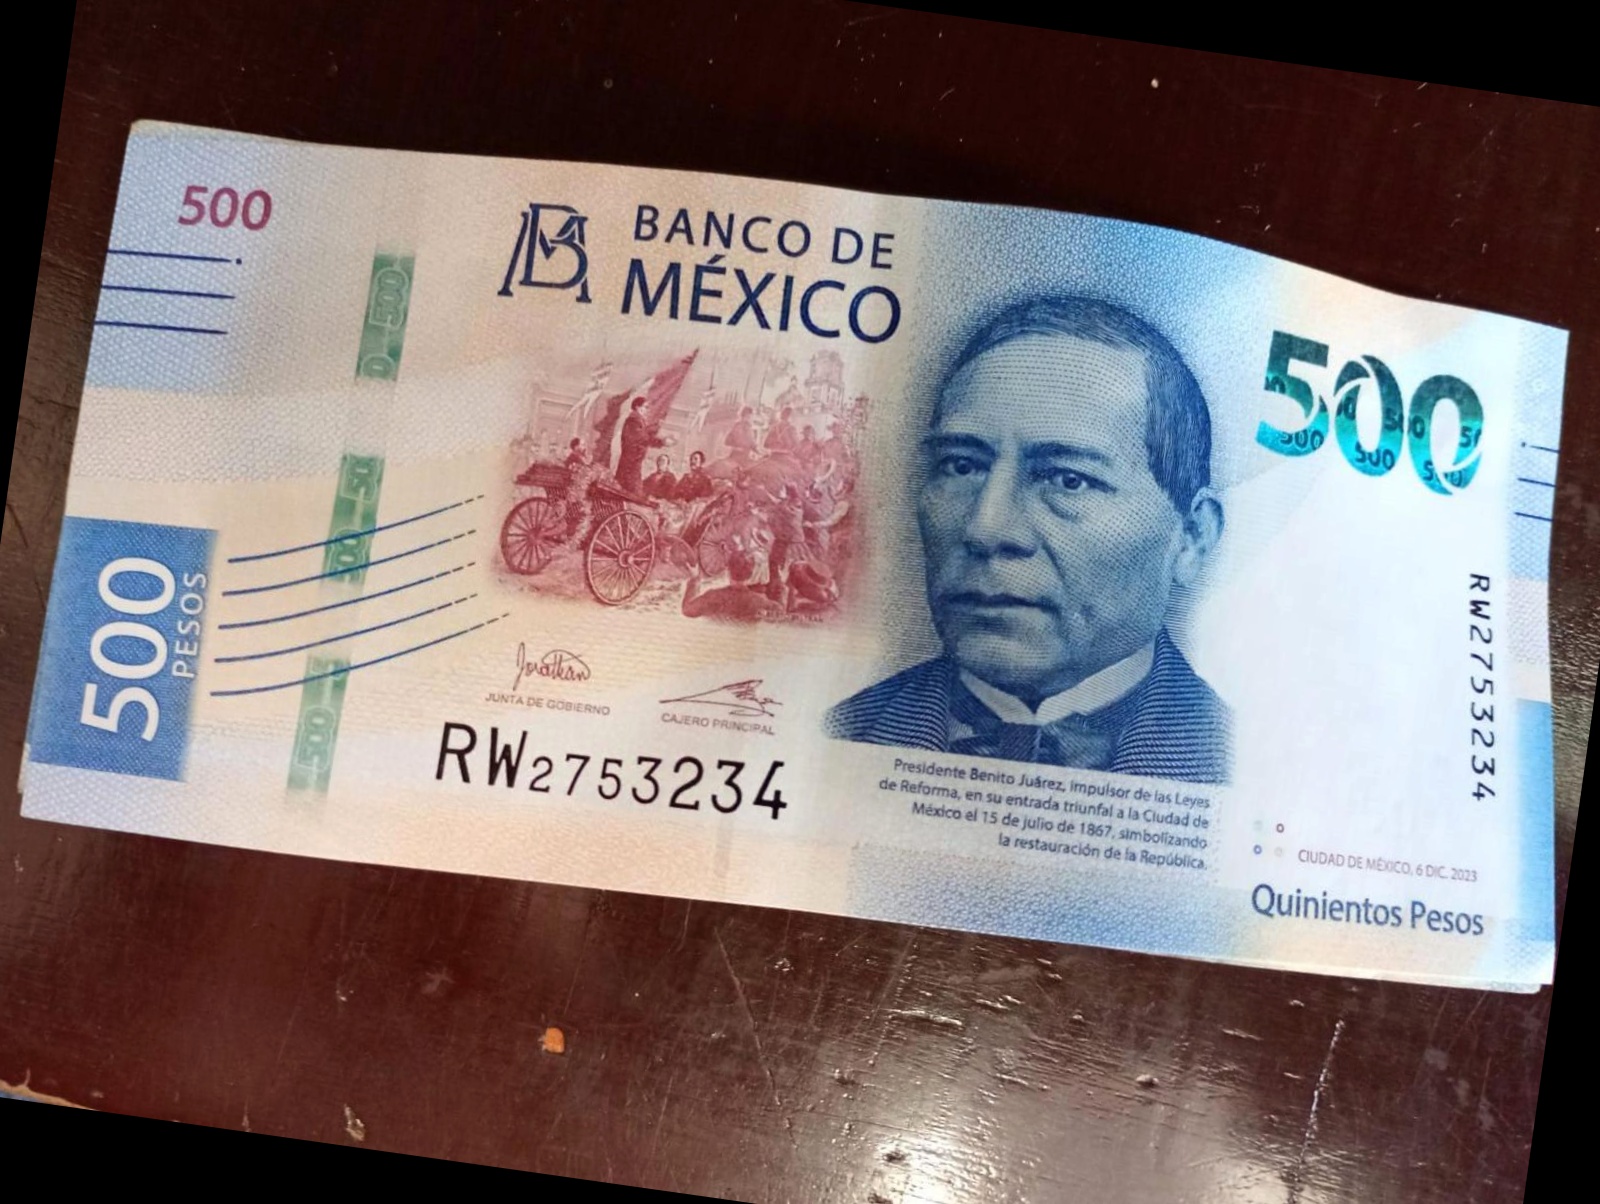 500
BM
BANCO DE
MÉXICO
500
500 PESOS
JUNTA DE GOBIERNO
CAJERO PRINCIPAL
RW2753234
RW2753234
Presidente Benito Juárez, impulsor de las Leyes
de Reforma, en su entrada triunfal a la Ciudad de
México el 15 de julio de 1867, simbolizando
la restauración de la República.
CIUDAD DE MÉXICO, 6 DIC. 2023
Quinientos Pesos